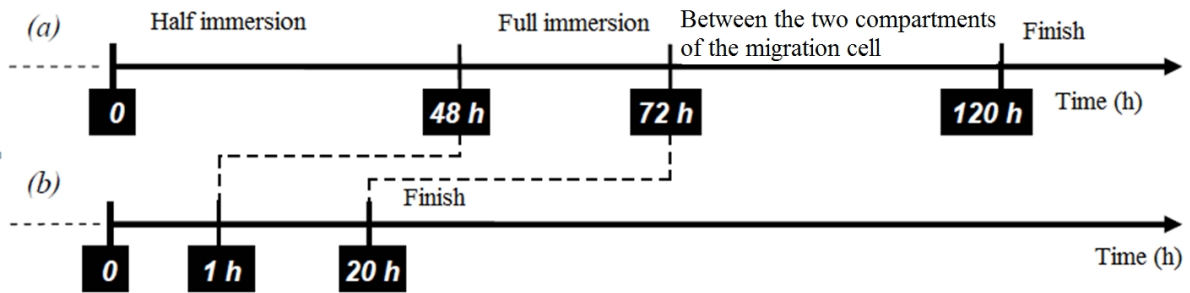 (a)
Half immersion
Full immersion
Between the two compartments
of the migration cell
Finish
0
48 h
72 h
120 h
Time (h)
(b)
Finish
0
1 h
20 h
Time (h)